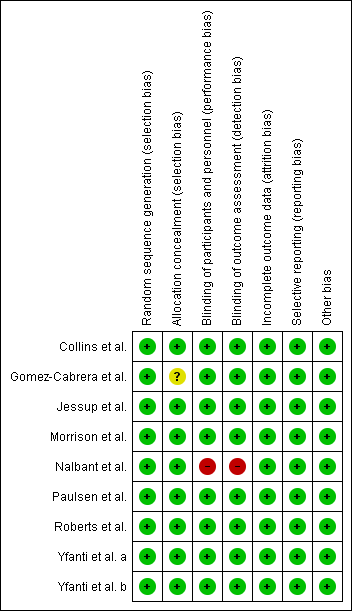 Random sequence generation (selection bias)
Allocation concealment (selection bias)
Blinding of participants and personnel (performance bias)
Blinding of outcome assessment (detection bias)
Incomplete outcome data (attrition bias)
Selective reporting (reporting bias)
Other bias
Collins et al. + + + + + + +
Gomez-Cabrera et al. + ? + + + + +
Jessup et al. + + + + + + +
Morrison et al. + + + + + + +
Nalbant et al. + + - - + + +
Paulsen et al. + + + + + + +
Roberts et al. + + + + + + +
Yfanti et al. a + + + + + + +
Yfanti et al. b + + + + + + +